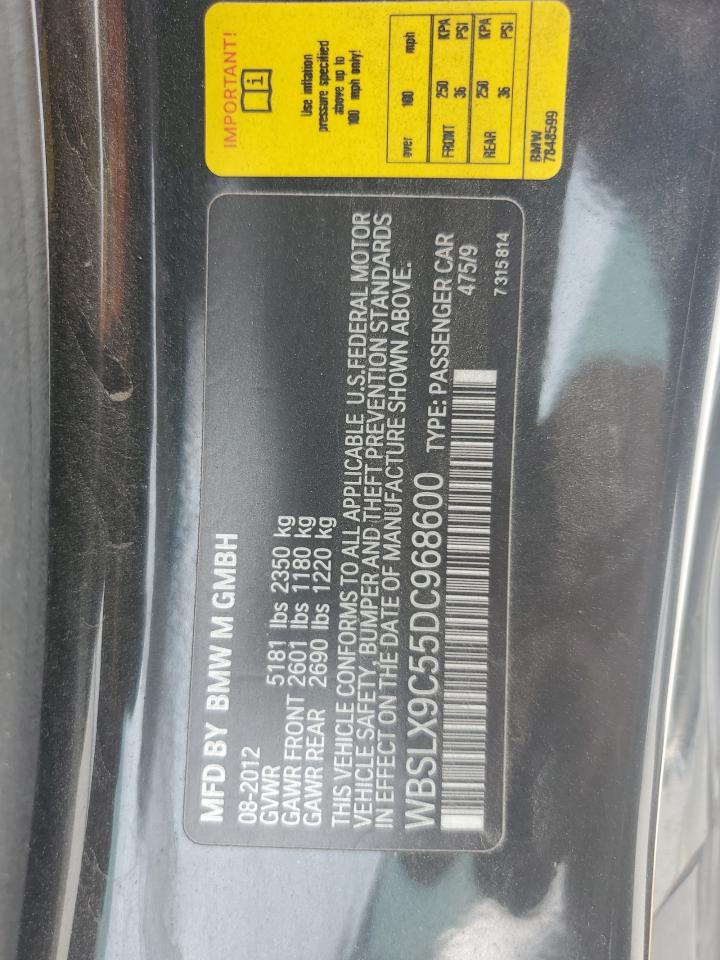 MFD BY BMW M GMBH
08-2012
GVWR 5181 lbs 2350 kg
GAWR FRONT 2601 lbs 1180 kg
GAWR REAR 2690 lbs 1220 kg
THIS VEHICLE CONFORMS TO ALL APPLICABLE U.S. FEDERAL MOTOR
VEHICLE SAFETY, BUMPER AND THEFT PREVENTION STANDARDS
IN EFFECT ON THE DATE OF MANUFACTURE SHOWN ABOVE.
WBSLX9C55DC968600 TYPE: PASSENGER CAR
475/9
7 315 814
IMPORTANT!
i
Use inflation
pressure specified
above up to
100 mph only!
over 100 mph
FRONT 250 KPA
36 PSI
REAR 250 KPA
36 PSI
BMW
7848599